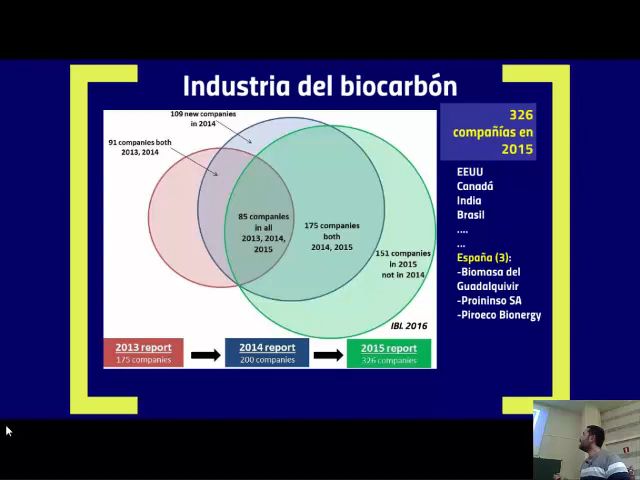 Industria del biocarbón
109 new companies
in 2014
91 companies both
2013, 2014
85 companies
in all
2013, 2014,
2015
175 companies
both
2014, 2015
151 companies
in 2015
not in 2014
IBL 2016
2013 report
175 companies
2014 report
200 companies
2015 report
326 companies
326
compañías en
2015
EEUU
Canadá
India
Brasil
....
...
España (3):
-Biomasa del
Guadalquivir
-Proininso SA
-Piroeco Bionergy